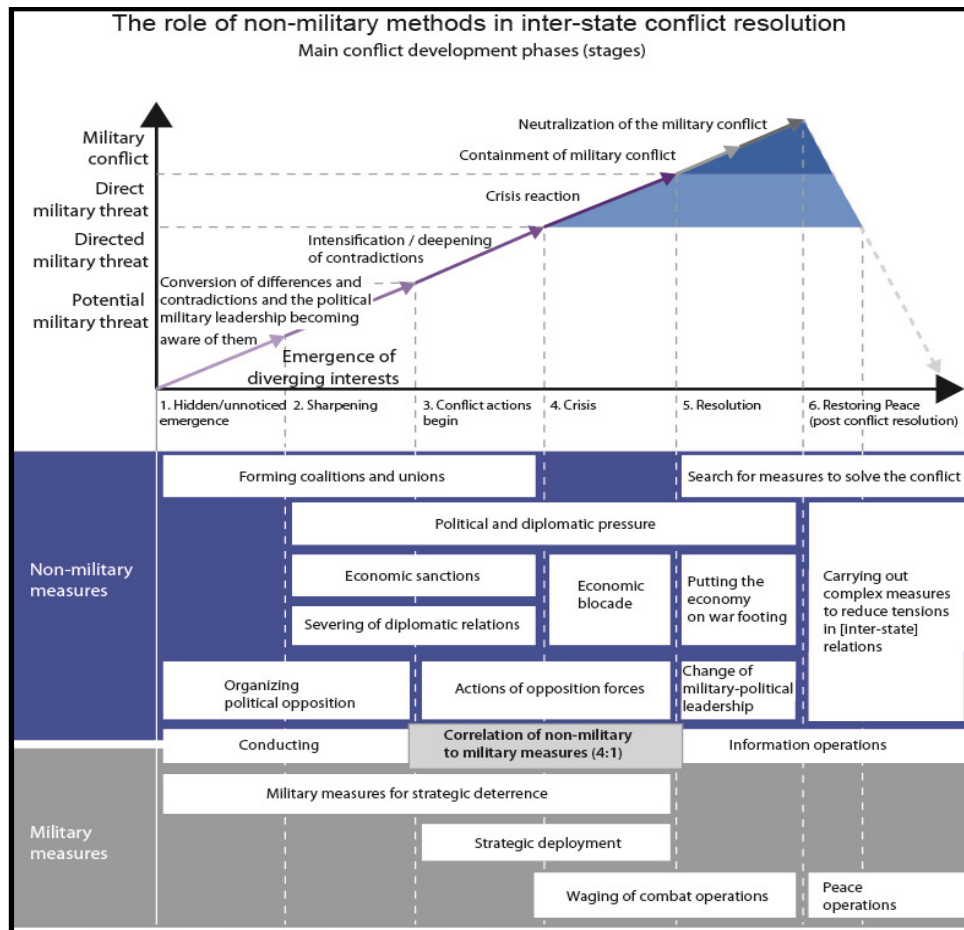 The role of non-military methods in inter-state conflict resolution
Main conflict development phases (stages)
Military
conflict
Direct
military threat
Directed
military threat
Potential
military threat
Neutralization of the military conflict
Containment of military conflict
Crisis reaction
Intensification / deepening
of contradictions
Conversion of differences and
contradictions and the political
military leadership becoming
aware of them
Emergence of
diverging interests
1. Hidden/unnoticed
emergence
2. Sharpening
3. Conflict actions
begin
4. Crisis
5. Resolution
6. Restoring Peace
(post conflict resolution)
Non-military
measures
Forming coalitions and unions
Search for measures to solve the conflict
Political and diplomatic pressure
Economic sanctions
Severing of diplomatic relations
Economic
blocade
Putting the
economy
on war footing
Carrying out
complex measures
to reduce tensions
in [inter-state]
relations
Organizing
political opposition
Actions of opposition forces
Change of
military-political
leadership
Conducting
Correlation of non-military
to military measures (4:1)
Information operations
Military
measures
Military measures for strategic deterrence
Strategic deployment
Waging of combat operations
Peace
operations